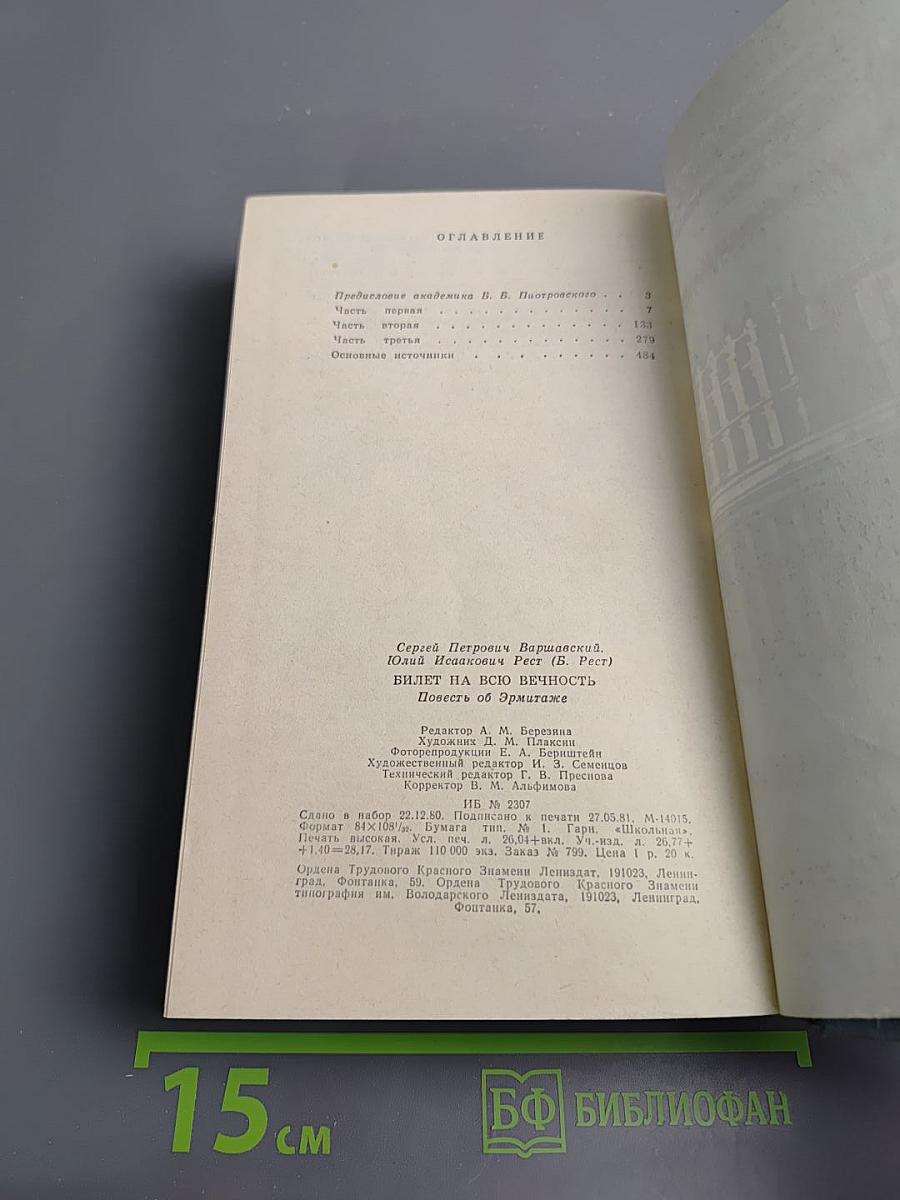 ОГЛАВЛЕНИЕ
Предисловие академика Б. Б. Пиотровского . . 3
Часть первая . . . . . . . . . . . . . 7
Часть вторая . . . . . . . . . . . . . 133
Часть третья . . . . . . . . . . . . . 279
Основные источники . . . . . . . . . 484
Сергей Петрович Варшавский,
Юлий Исаакович Рест (Б. Рест)
БИЛЕТ НА ВСЮ ВЕЧНОСТЬ
Повесть об Эрмитаже
Редактор А. М. Березина
Художник Д. М. Плаксин
Фоторепродукции Е. А. Бернштейн
Художественный редактор И. З. Семенцов
Технический редактор Г. В. Преснова
Корректор В. М. Альфимова
ИБ № 2307
Сдано в набор 22.12.80. Подписано к печати 27.05.81. М-14015.
Формат 84×108¹/₃₂. Бумага тип. № 1. Гарн. «Школьная».
Печать высокая. Усл. печ. л. 26,04+вкл. Уч.-изд. л. 26,77+
+1,40=28,17. Тираж 110 000 экз. Заказ № 799. Цена 1 р. 20 к.
Ордена Трудового Красного Знамени Лениздат, 191023, Ленин-
град, Фонтанка, 59. Ордена Трудового Красного Знамени
типография им. Володарского Лениздата, 191023, Ленинград,
Фонтанка, 57.
15 см
БФ БИБЛИОФАН